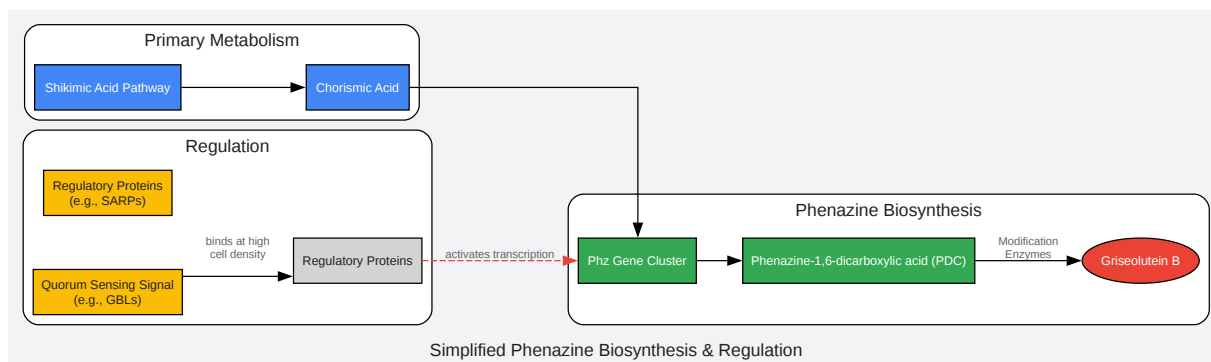 Primary Metabolism
Shikimic Acid Pathway
Chorismic Acid
Regulation
Regulatory Proteins
(e.g., SARPs)
binds at high
cell density
Regulatory Proteins
Quorum Sensing Signal
(e.g., GBLs)
activates transcription
Phenazine Biosynthesis
Phz Gene Cluster
Phenazine-1,6-dicarboxylic acid (PDC)
Modification
Enzymes
Griseolutein B
Simplified Phenazine Biosynthesis & Regulation